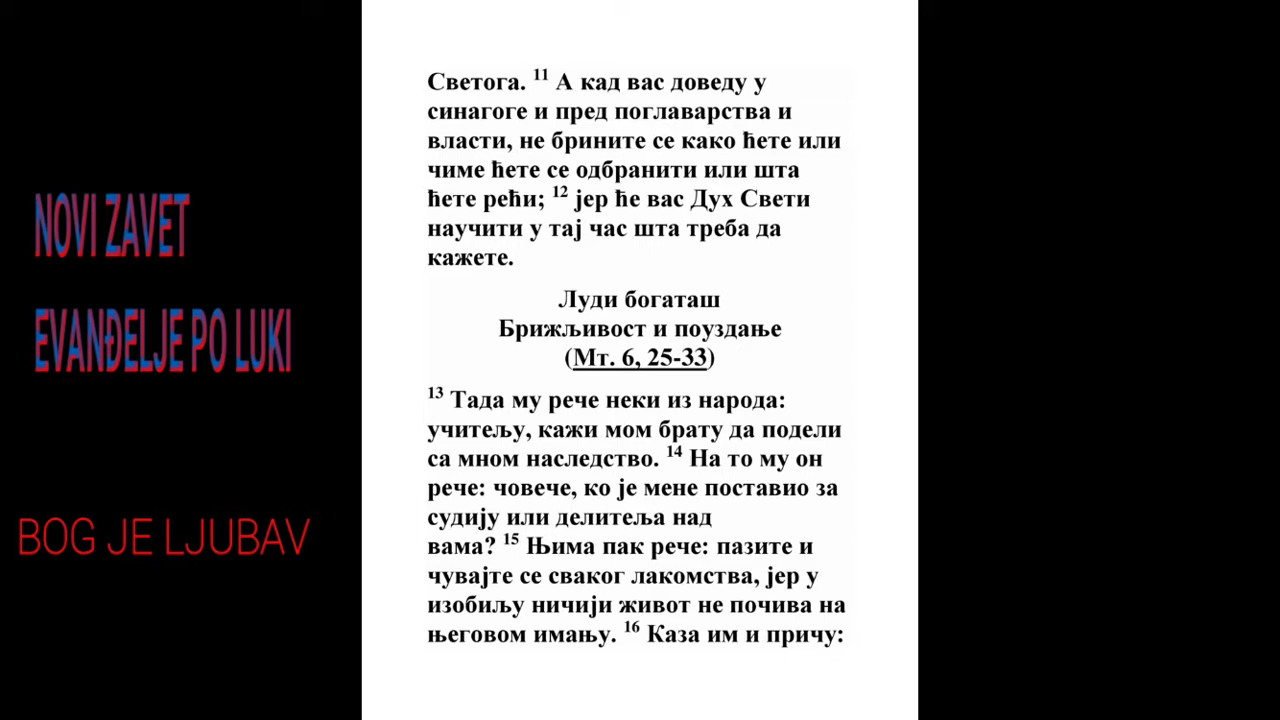 NOVI ZAVET
EVANĐELJE PO LUKI
BOG JE LJUBAV
Светога. 11 А кад вас доведу у
синагоге и пред поглаварства и
власти, не брините се како ћете или
чиме ћете се одбранити или шта
ћете рећи; 12 јер ће вас Дух Свети
научити у тај час шта треба да
кажете.
Луди богаташ
Брижљивост и поуздање
(Мт. 6, 25-33)
13 Тада му рече неки из народа:
учитељу, кажи мом брату да подели
са мном наследство. 14 На то му он
рече: човече, ко је мене поставио за
судију или делитеља над
вама? 15 Њима пак рече: пазите и
чувајте се сваког лакомства, јер у
изобиљу ничији живот не почива на
његовом имању. 16 Каза им и причу: